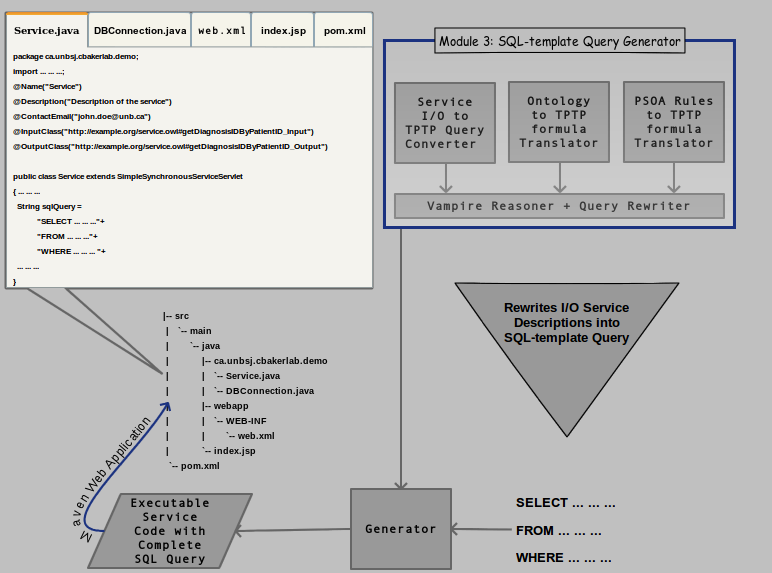 Service.java
DBConnection.java
web.xml
index.jsp
pom.xml
package ca.unbsj.cbakerlab.demo;
import ... ... ...;
@Name("Service")
@Description("Description of the service")
@ContactEmail("john.doe@unb.ca")
@InputClass("http://example.org/service.owl#getDiagnosisIDByPatientID_Input")
@OutputClass("http://example.org/service.owl#getDiagnosisIDByPatientID_Output")
public class Service extends SimpleSynchronousServiceServlet
{ ... ... ...
String sqlQuery =
"SELECT ... ... ..."+
"FROM ... ... ..."+
"WHERE ... ... ... "+
... ... ...
}
Module 3: SQL-template Query Generator
Service
I/O to
TPTP Query
Converter
Ontology
to TPTP
formula
Translator
PSOA Rules
to TPTP
formula
Translator
Vampire Reasoner + Query Rewriter
Rewrites I/O Service
Descriptions into
SQL-template Query
|-- src
| `-- main
| `-- java
| |-- ca.unbsj.cbakerlab.demo
| | `-- Service.java
| | `-- DBConnection.java
| |-- webapp
| | `-- WEB-INF
| | `-- web.xml
| `-- index.jsp
`-- pom.xml
Maven Web Application
Executable
Service
Code with
Complete
SQL Query
Generator
SELECT ... ... ...
FROM ... ... ...
WHERE ... ... ...